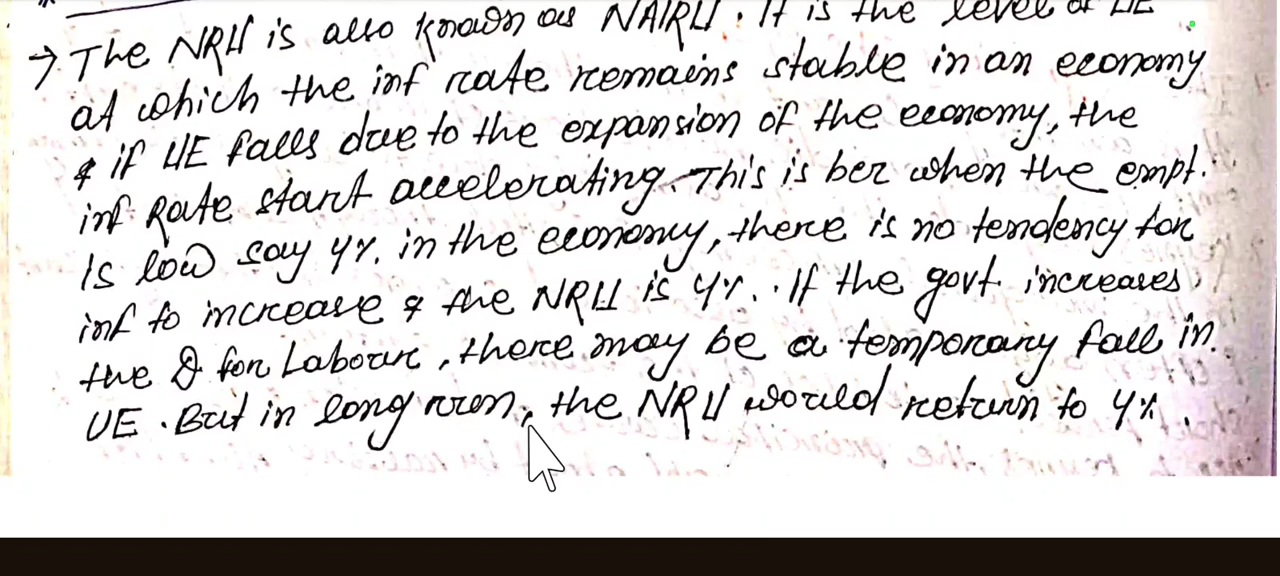 → The NRU is also known as NAIRU. It is the level of UE
at which the inf rate remains stable in an economy
& if UE falls due to the expansion of the economy, the
inf. Rate start accelerating. This is bcz when the empt.
Is low say 4%. in the economy, there is no tendency for
inf to increase & the NRU is 4%. If the govt. increases
the D for Labour, there may be a temporary fall in
UE. But in long run, the NRU would return to 4%.